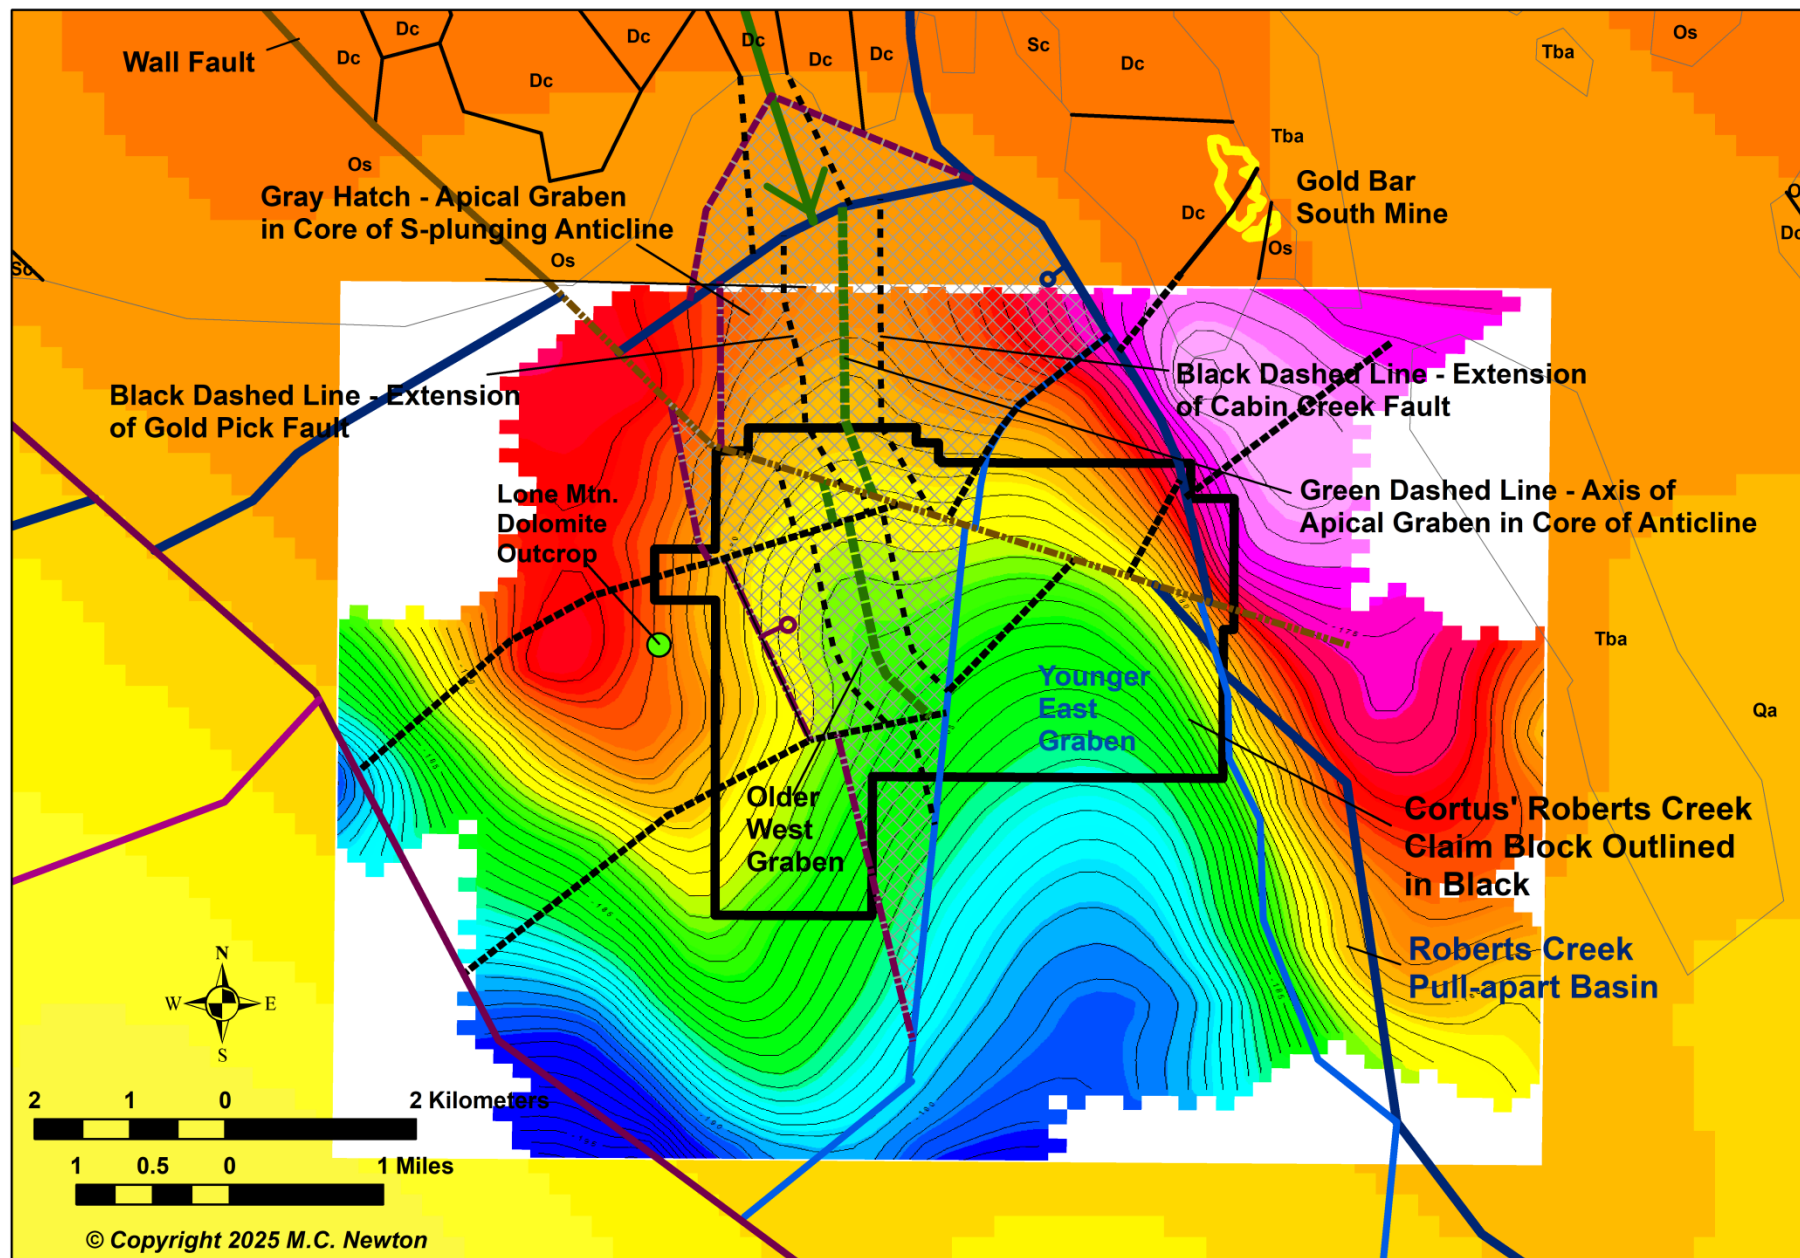 Wall Fault
Dc
Dc
Dc
Dc
Dc
Dc
Dc
Sc
Dc
Tba
Os
Os
Tba
Gold Bar
South Mine
Dc
Os
Gray Hatch - Apical Graben
in Core of S-plunging Anticline
Os
Black Dashed Line - Extension
of Gold Pick Fault
Black Dashed Line - Extension
of Cabin Creek Fault
Lone Mtn.
Dolomite
Outcrop
Green Dashed Line - Axis of
Apical Graben in Core of Anticline
Tba
Qa
Younger
East
Graben
Older
West
Graben
Cortus' Roberts Creek
Claim Block Outlined
in Black
Roberts Creek
Pull-apart Basin
N
W
E
S
2 1 0 2 Kilometers
1 0.5 0 1 Miles
© Copyright 2025 M.C. Newton